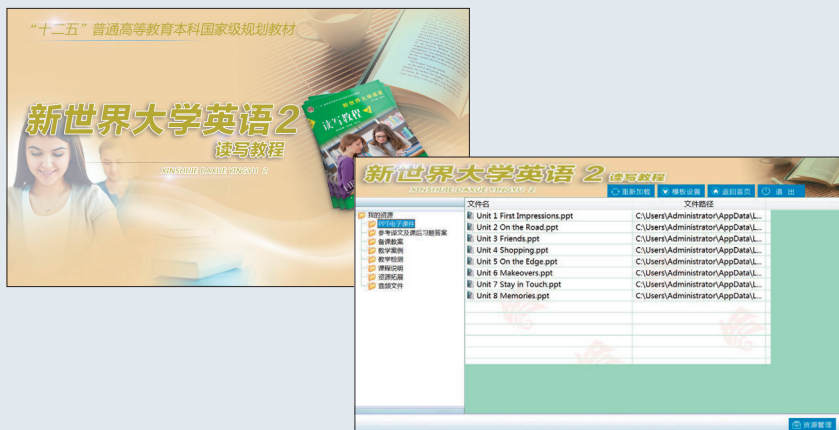 “十二五”普通高等教育本科国家级规划教材
新世界大学英语2
读写教程
XINSHIJIE DAXUE YINGYU 2
读写教程
新世界大学英语 2 读写教程
XINSHIJIE DAXUE YINGYU 2
重新加载 模板设置 返回首页 退 出
文件名 文件路径
我的资源
PPT电子课件
参考译文及课后习题答案
备课教案
教学案例
教学检测
课程说明
资源拓展
音频文件
Unit 1 First Impressions.ppt C:\Users\Administrator\AppData\L...
Unit 2 On the Road.ppt C:\Users\Administrator\AppData\L...
Unit 3 Friends.ppt C:\Users\Administrator\AppData\L...
Unit 4 Shopping.ppt C:\Users\Administrator\AppData\L...
Unit 5 On the Edge.ppt C:\Users\Administrator\AppData\L...
Unit 6 Makeovers.ppt C:\Users\Administrator\AppData\L...
Unit 7 Stay in Touch.ppt C:\Users\Administrator\AppData\L...
Unit 8 Memories.ppt C:\Users\Administrator\AppData\L...
资源管理